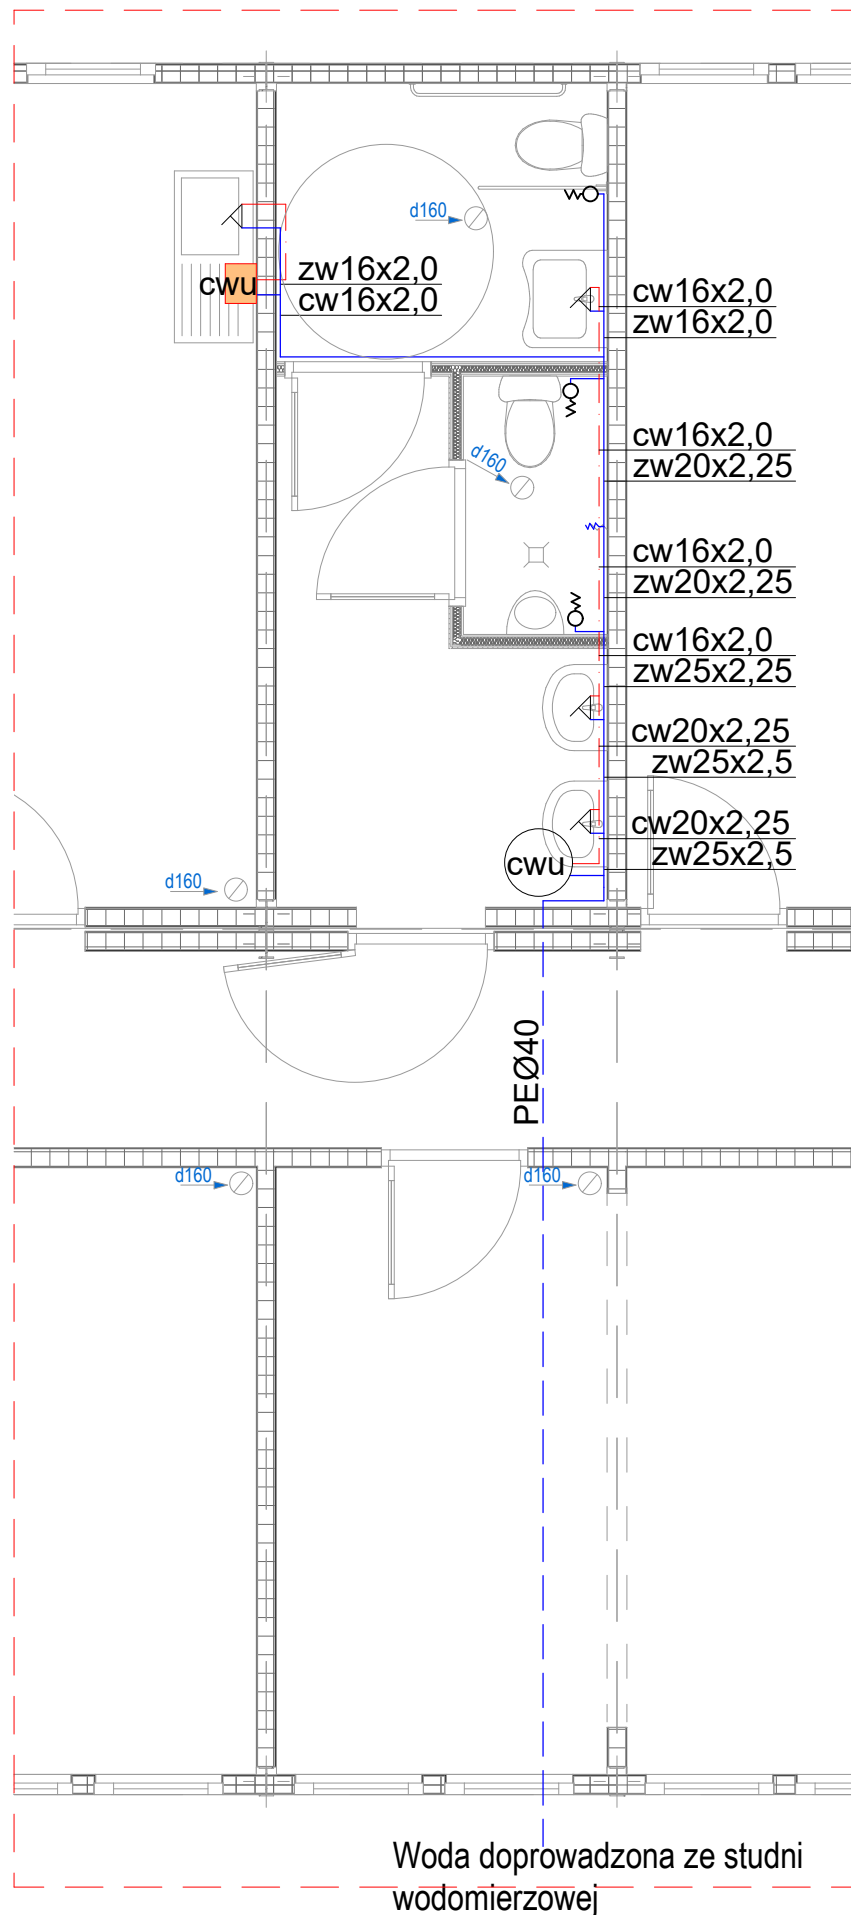 d160
zw16x2,0
cwu
cw16x2,0
cw16x2,0
zw16x2,0
cw16x2,0
zw20x2,25
d160
cw16x2,0
zw20x2,25
cw16x2,0
zw25x2,25
cw20x2,25
zw25x2,5
cw20x2,25
zw25x2,5
cwu
d160
PEØ40
d160
d160
Woda doprowadzona ze studni
wodomierzowej